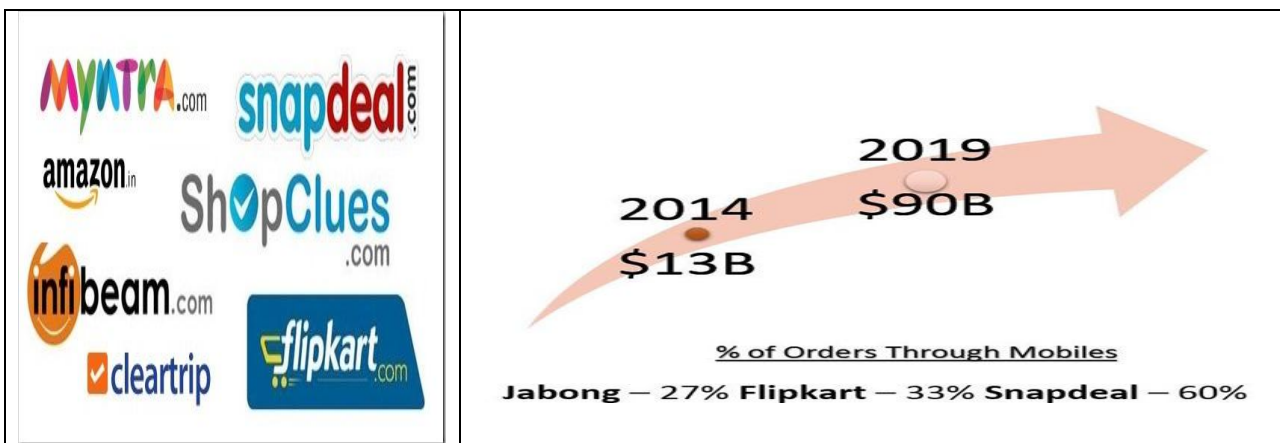 MYNTRA.com
snapdeal.com
amazon.in
ShopClues.com
infibeam.com
cleartrip
flipkart.com
2014
$13B
2019
$90B
% of Orders Through Mobiles
Jabong – 27% Flipkart – 33% Snapdeal – 60%